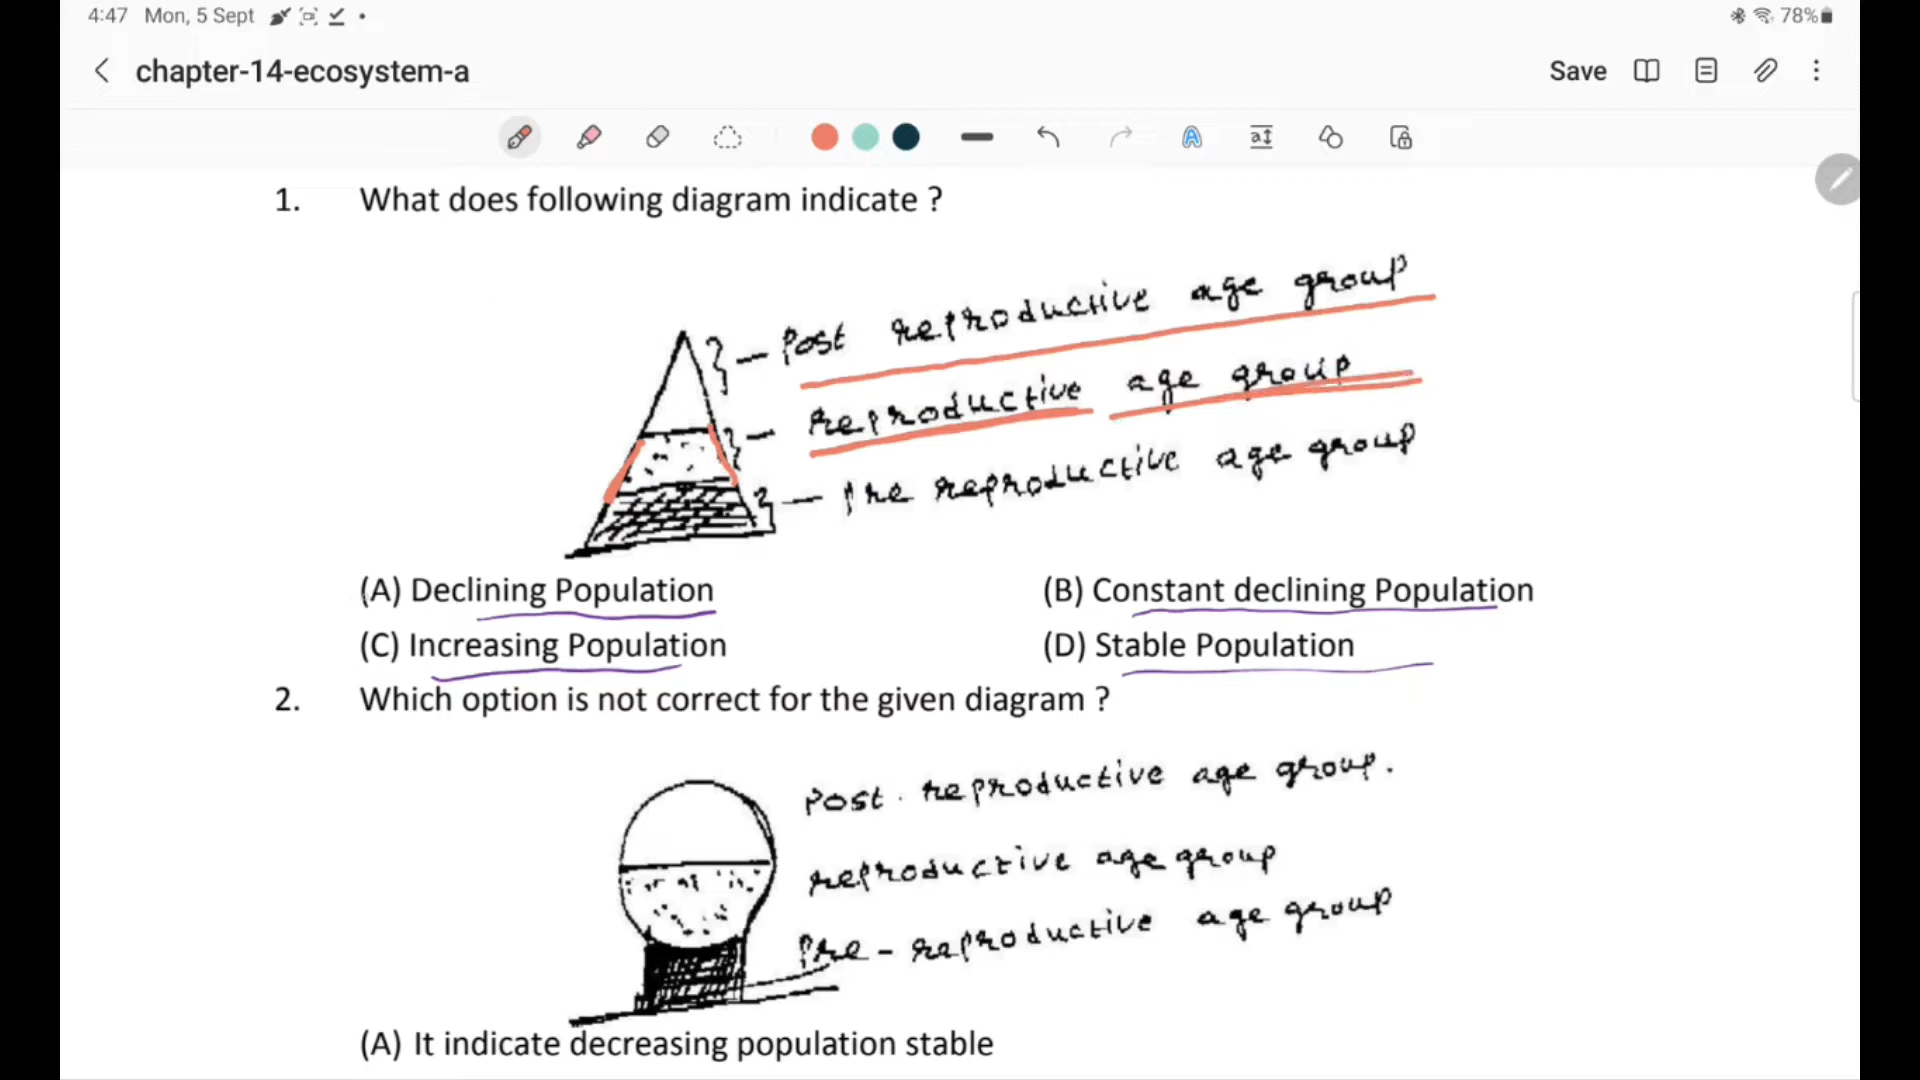 4:47 Mon, 5 Sept
78%
chapter-14-ecosystem-a
Save
1. What does following diagram indicate ?
Post reproductive age group
reproductive age group
Pre reproductive age group
(A) Declining Population (B) Constant declining Population
(C) Increasing Population (D) Stable Population
2. Which option is not correct for the given diagram ?
Post. reproductive age group.
reproductive age group
Pre - reproductive age group
(A) It indicate decreasing population stable